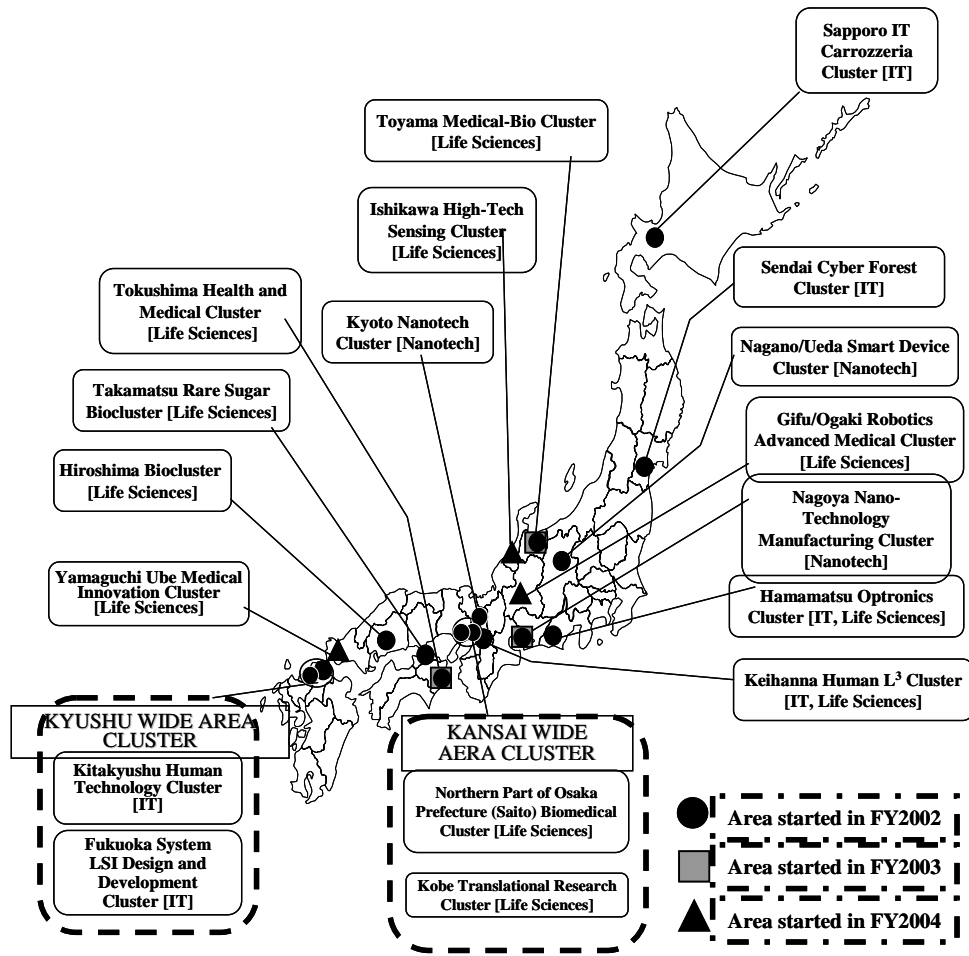 Sapporo IT
Carrozzeria
Cluster [IT]
Toyama Medical-Bio Cluster
[Life Sciences]
Ishikawa High-Tech
Sensing Cluster
[Life Sciences]
Sendai Cyber Forest
Cluster [IT]
Tokushima Health and
Medical Cluster
[Life Sciences]
Kyoto Nanotech
Cluster [Nanotech]
Nagano/Ueda Smart Device
Cluster [Nanotech]
Takamatsu Rare Sugar
Biocluster [Life Sciences]
Gifu/Ogaki Robotics
Advanced Medical Cluster
[Life Sciences]
Hiroshima Biocluster
[Life Sciences]
Nagoya Nano-
Technology
Manufacturing Cluster
[Nanotech]
Yamaguchi Ube Medical
Innovation Cluster
[Life Sciences]
Hamamatsu Optronics
Cluster [IT, Life Sciences]
Keihanna Human L³ Cluster
[IT, Life Sciences]
KYUSHU WIDE AREA
CLUSTER
Kitakyushu Human
Technology Cluster
[IT]
Fukuoka System
LSI Design and
Development
Cluster [IT]
KANSAI WIDE
AERA CLUSTER
Northern Part of Osaka
Prefecture (Saito) Biomedical
Cluster [Life Sciences]
Kobe Translational Research
Cluster [Life Sciences]
Area started in FY2002
Area started in FY2003
Area started in FY2004